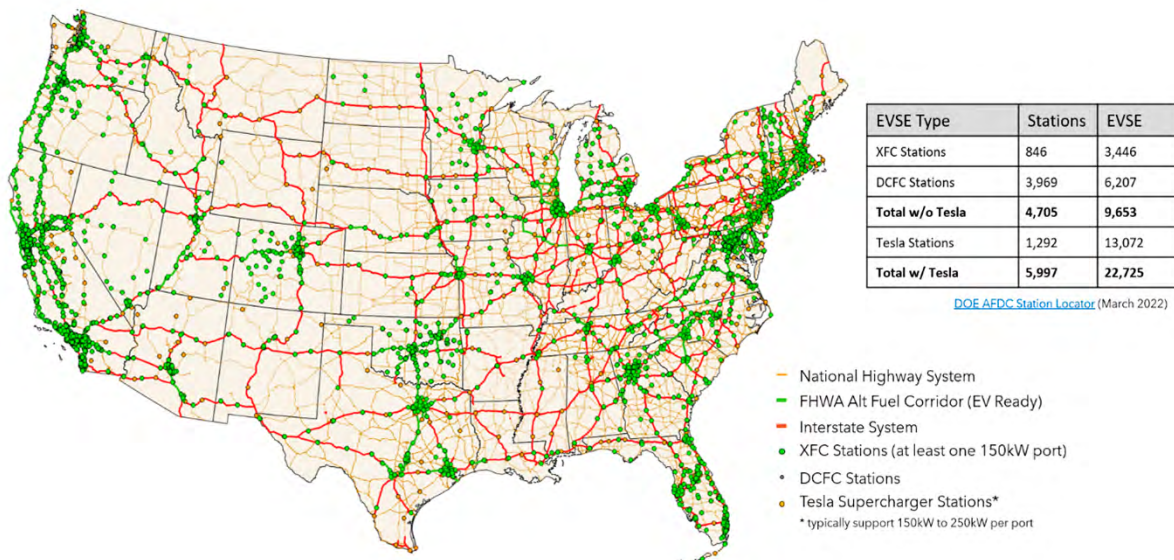 EVSE Type Stations EVSE
XFC Stations 846 3,446
DCFC Stations 3,969 6,207
Total w/o Tesla 4,705 9,653
Tesla Stations 1,292 13,072
Total w/ Tesla 5,997 22,725
DOE AFDC Station Locator (March 2022)
National Highway System
FHWA Alt Fuel Corridor (EV Ready)
Interstate System
XFC Stations (at least one 150kW port)
DCFC Stations
Tesla Supercharger Stations*
* typically support 150kW to 250kW per port